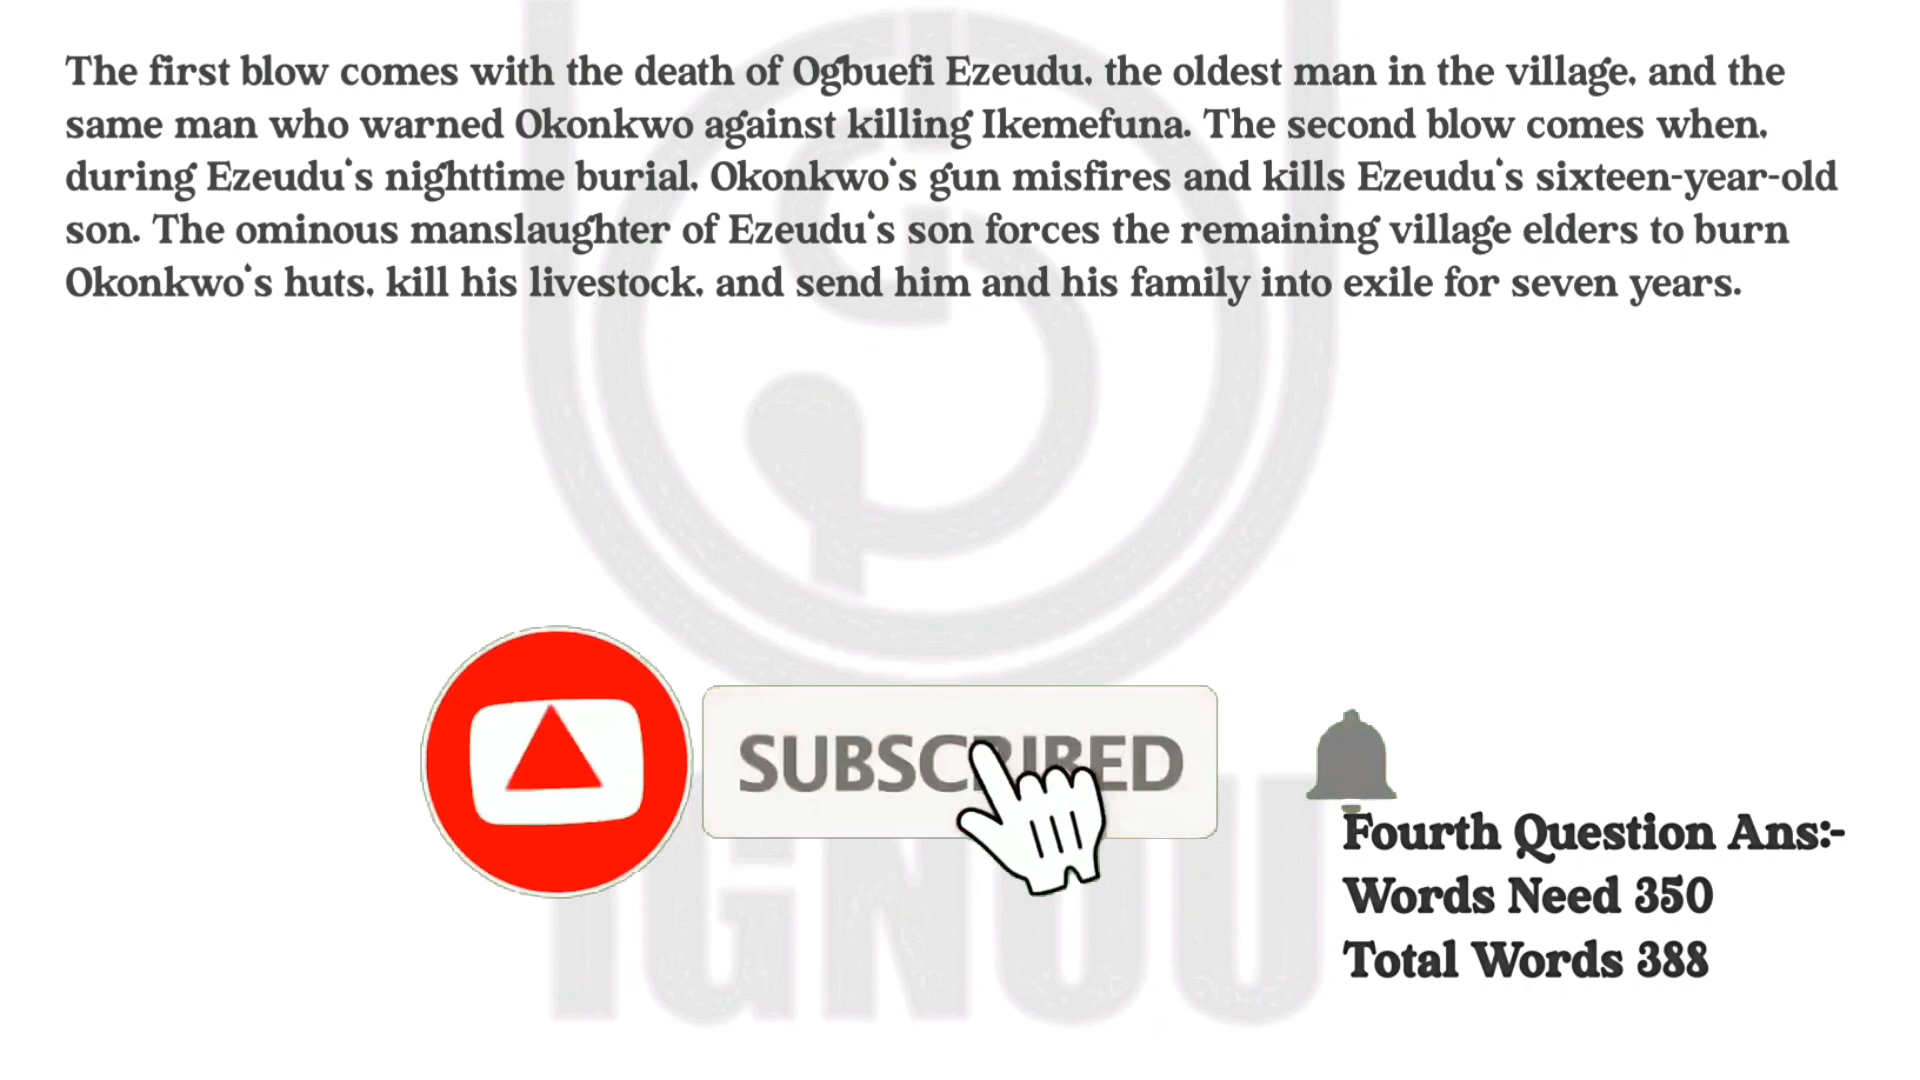 The first blow comes with the death of Ogbuefi Ezeudu, the oldest man in the village, and the
same man who warned Okonkwo against killing Ikemefuna. The second blow comes when,
during Ezeudu's nighttime burial, Okonkwo's gun misfires and kills Ezeudu's sixteen-year-old
son. The ominous manslaughter of Ezeudu's son forces the remaining village elders to burn
Okonkwo's huts, kill his livestock, and send him and his family into exile for seven years.
SUBSCRIBED
Fourth Question Ans:-
Words Need 350
Total Words 388
IGNOU